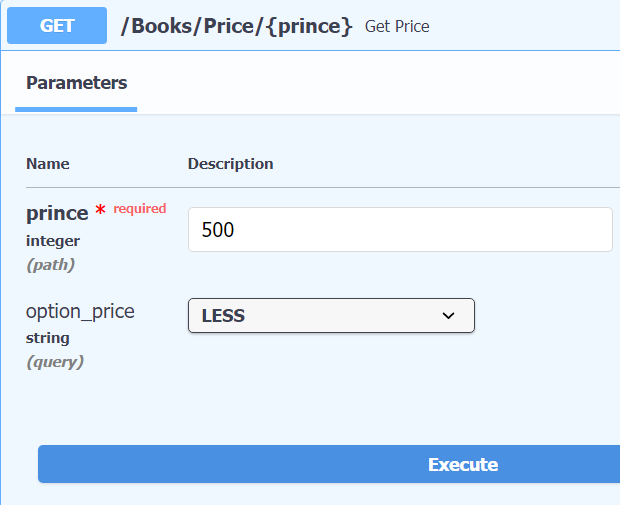 GET /Books/Price/{prince} Get Price
Parameters
Name Description
prince * required 500
integer
(path)
option_price LESS
string
(query)
Execute